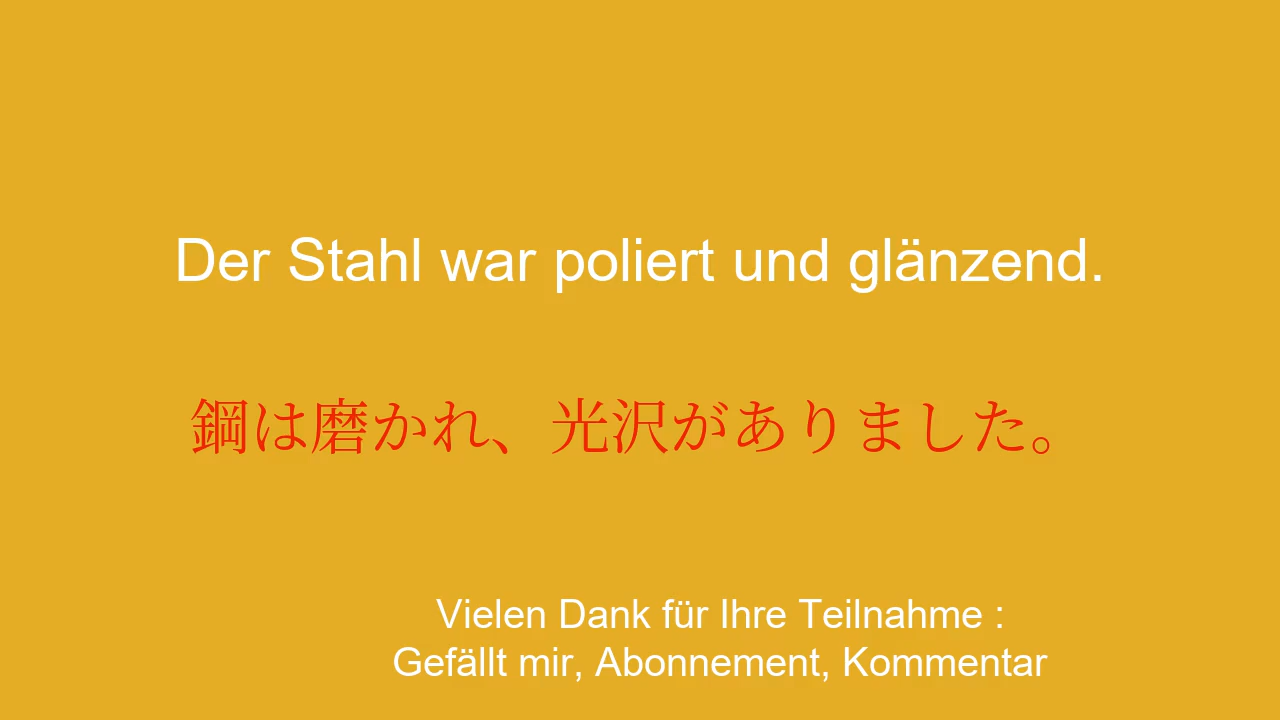 Der Stahl war poliert und glänzend.
鋼は磨かれ、光沢がありました。
Vielen Dank für Ihre Teilnahme :
Gefällt mir, Abonnement, Kommentar